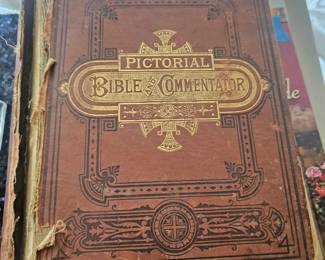 PICTORIAL
BIBLE AND COMMENTATOR